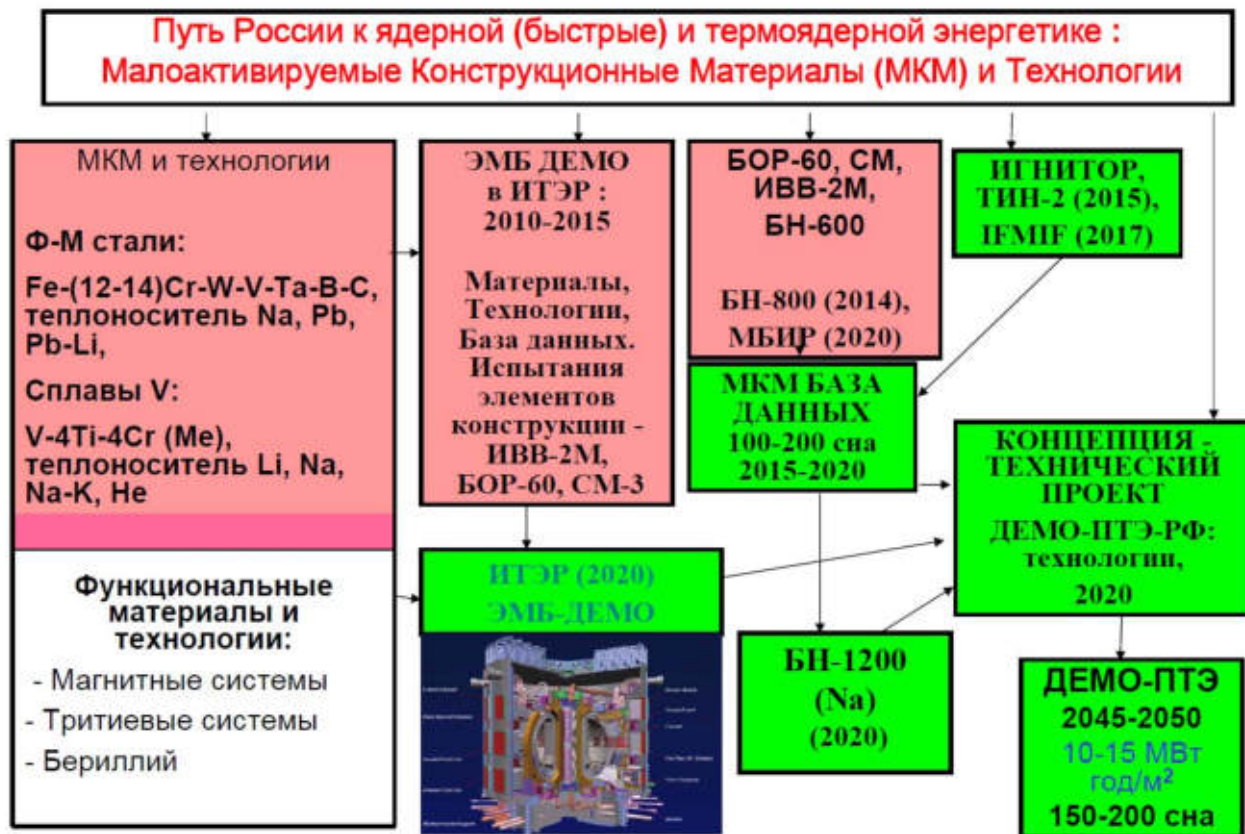 Путь России к ядерной (быстрые) и термоядерной энергетике :
Малоактивируемые Конструкционные Материалы (МКМ) и Технологии
МКМ и технологии
Ф-М стали:
Fe-(12-14)Cr-W-V-Ta-B-C,
теплоноситель Na, Pb,
Pb-Li,
Сплавы V:
V-4Ti-4Cr (Me),
теплоноситель Li, Na,
Na-K, He
Функциональные
материалы и
технологии:
- Магнитные системы
- Тритиевые системы
- Бериллий
ЭМБ ДЕМО
в ИТЭР :
2010-2015
Материалы,
Технологии,
База данных.
Испытания
элементов
конструкции -
ИВВ-2М,
БОР-60, СМ-3
ИТЭР (2020)
ЭМБ-ДЕМО
БОР-60, СМ,
ИВВ-2М,
БН-600
БН-800 (2014),
МБИР (2020)
МКМ БАЗА
ДАННЫХ
100-200 сна
2015-2020
БН-1200
(Na)
(2020)
ИГНИТОР,
ТИН-2 (2015),
IFMIF (2017)
КОНЦЕПЦИЯ -
ТЕХНИЧЕСКИЙ
ПРОЕКТ
ДЕМО-ПТЭ-РФ:
технологии,
2020
ДЕМО-ПТЭ
2045-2050
10-15 МВт
год/м²
150-200 сна